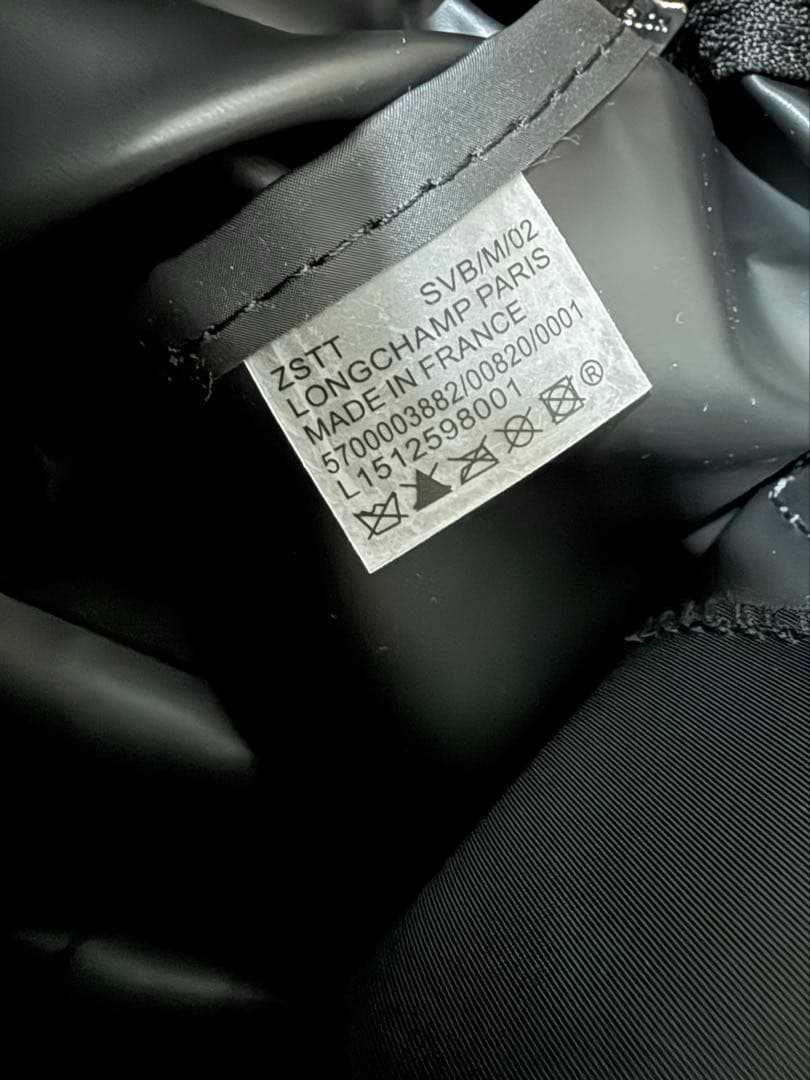 ZSTT SVB/M/02
LONGCHAMP PARIS
MADE IN FRANCE
5700003882/00820/0001
L1512598001
®